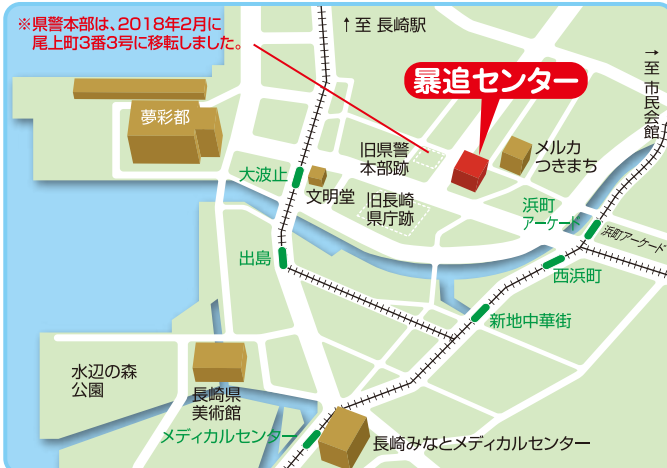 ※県警本部は、2018年2月に
尾上町3番3号に移転しました。
↑至 長崎駅
→至 市民会館
暴追センター
夢彩都
旧県警
本部跡
メルカ
つきまち
大波止
文明堂
旧長崎
県庁跡
浜町
アーケード
浜町アーケード
出島
西浜町
新地中華街
水辺の森
公園
長崎県
美術館
メディカルセンター
長崎みなとメディカルセンター